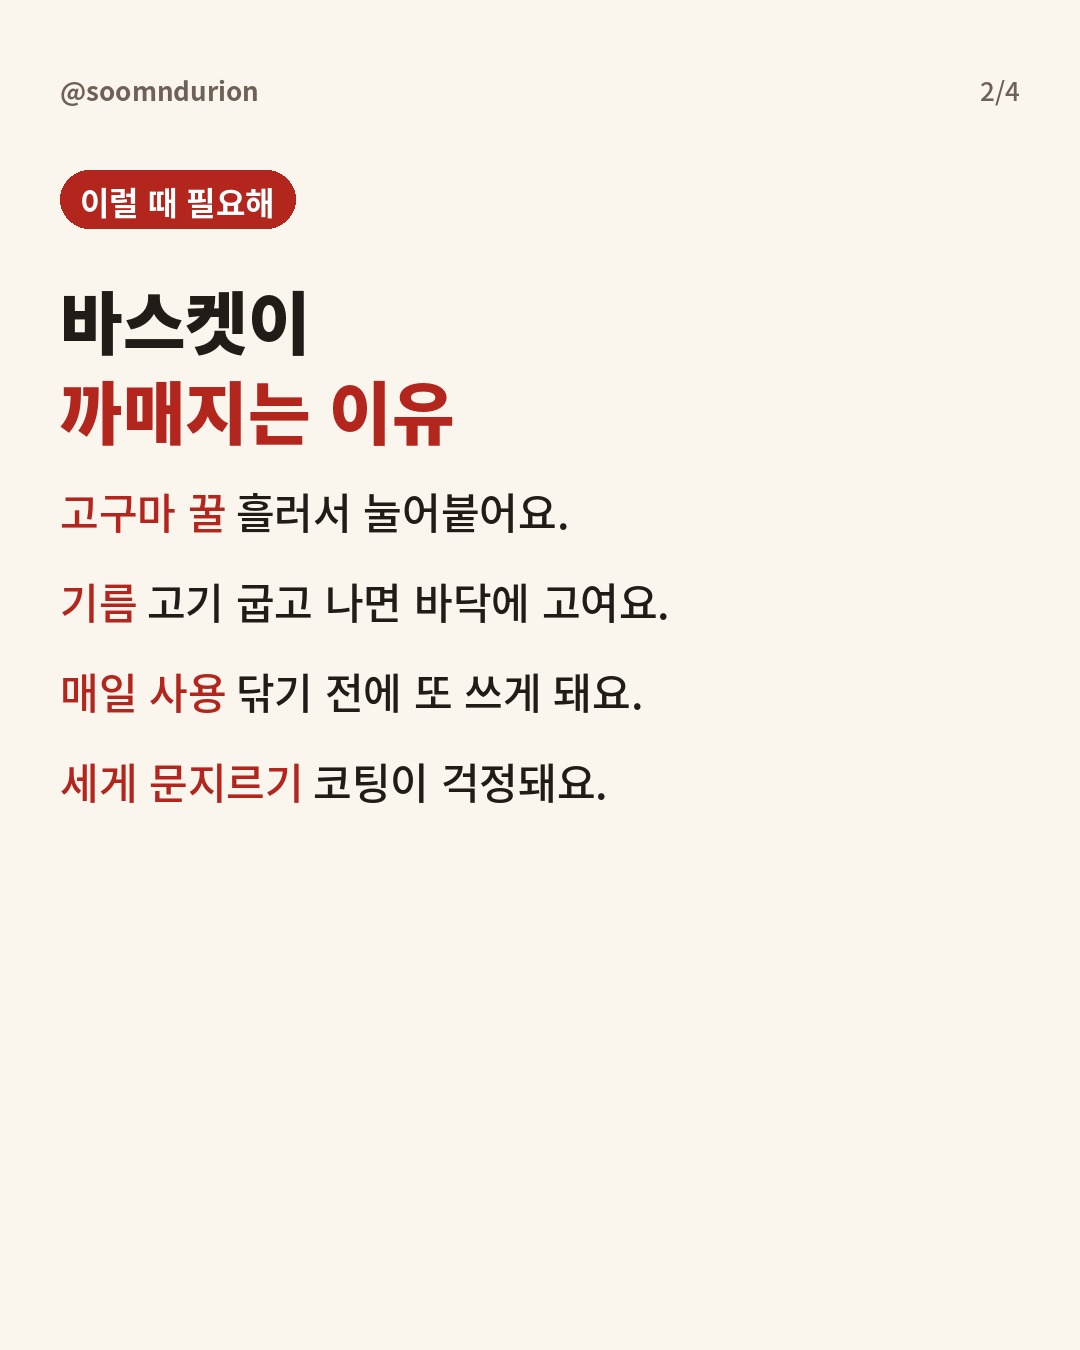 @soomndurion
2/4
이럴 때 필요해
바스켓이
까매지는 이유
고구마 꿀 흘러서 눌어붙어요.
기름 고기 굽고 나면 바닥에 고여요.
매일 사용 닦기 전에 또 쓰게 돼요.
세게 문지르기 코팅이 걱정돼요.